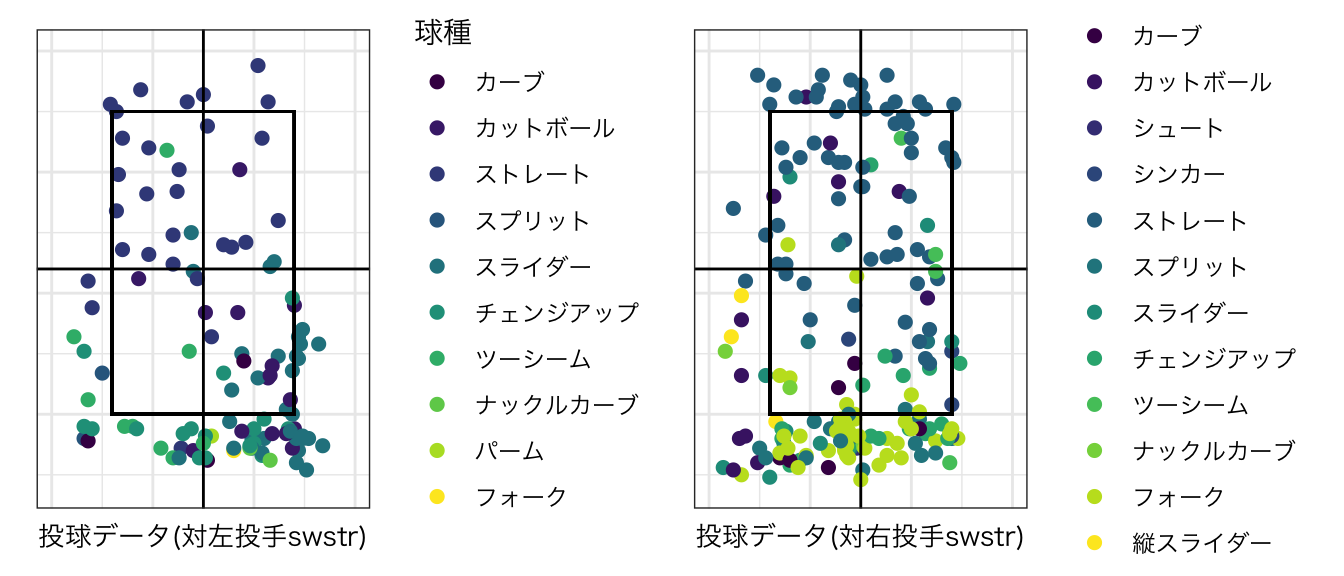 球種
カーブ
カットボール
ストレート
スプリット
スライダー
チェンジアップ
ツーシーム
ナックルカーブ
パーム
フォーク
投球データ(対左投手swstr)
カーブ
カットボール
シュート
シンカー
ストレート
スプリット
スライダー
チェンジアップ
ツーシーム
ナックルカーブ
フォーク
縦スライダー
投球データ(対右投手swstr)